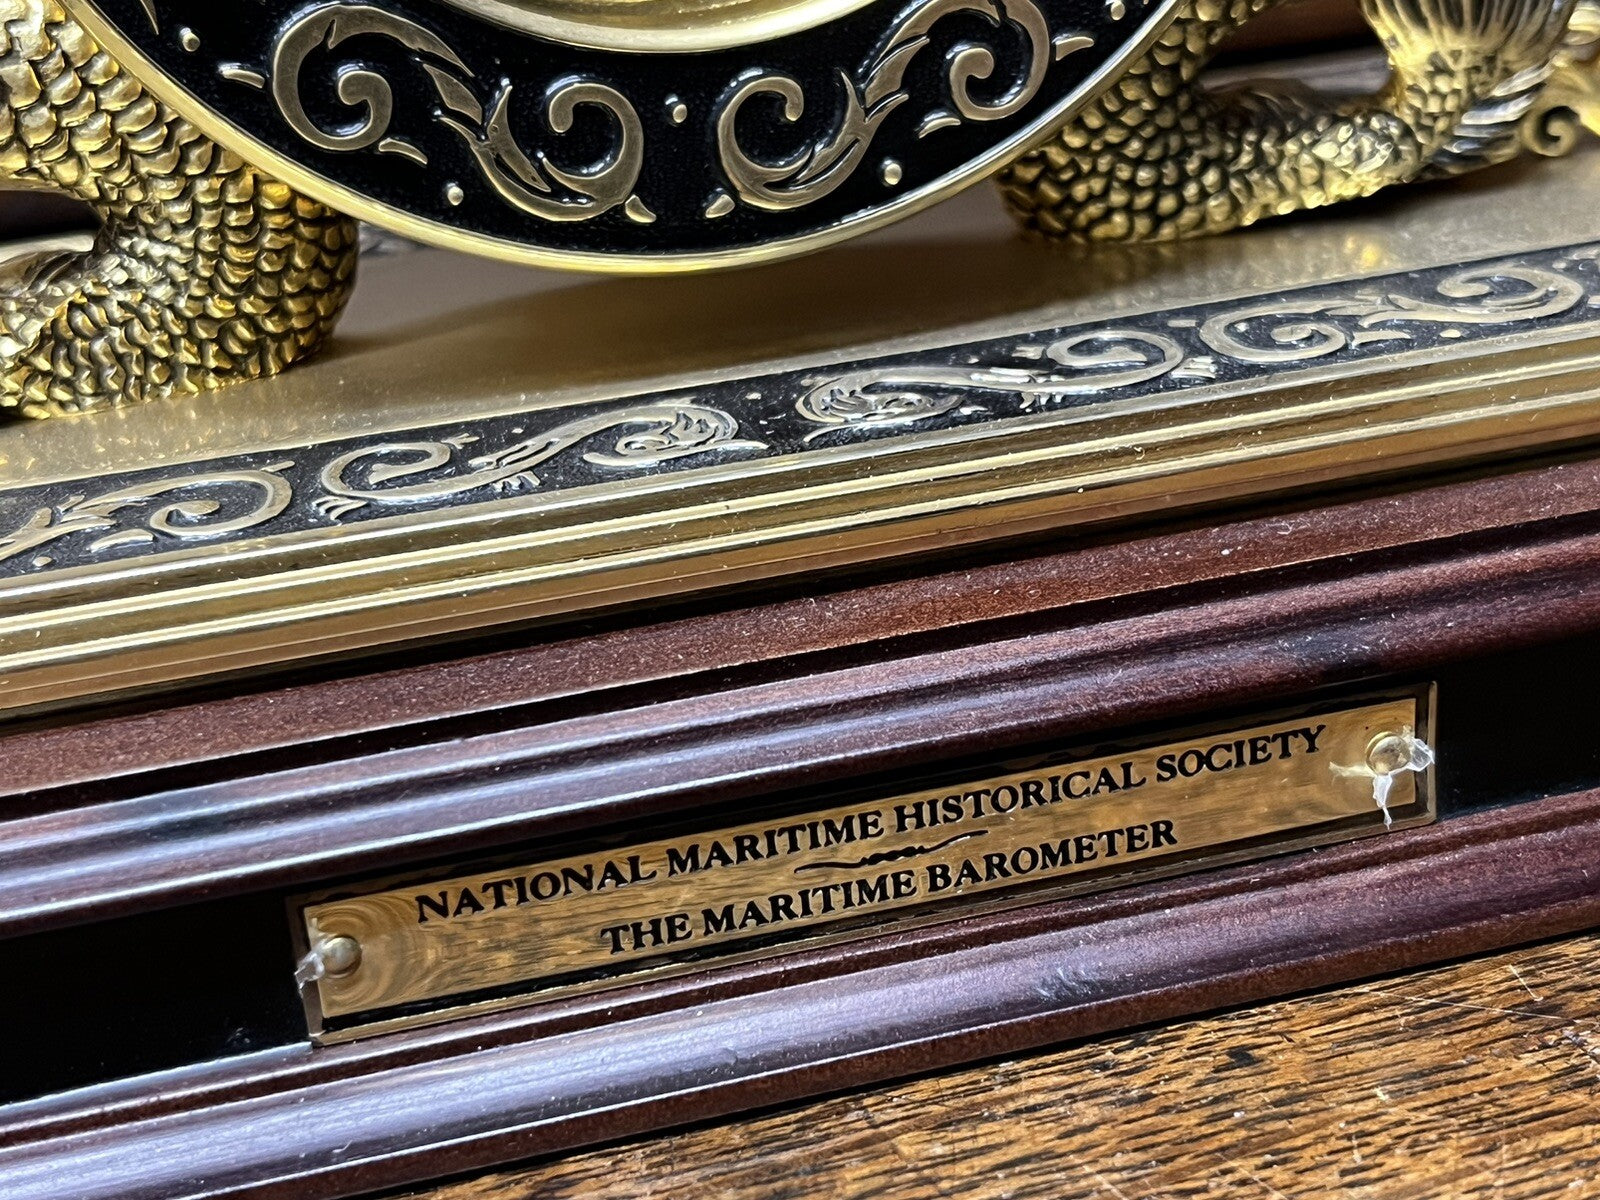 NATIONAL MARITIME HISTORICAL SOCIETY
THE MARITIME BAROMETER